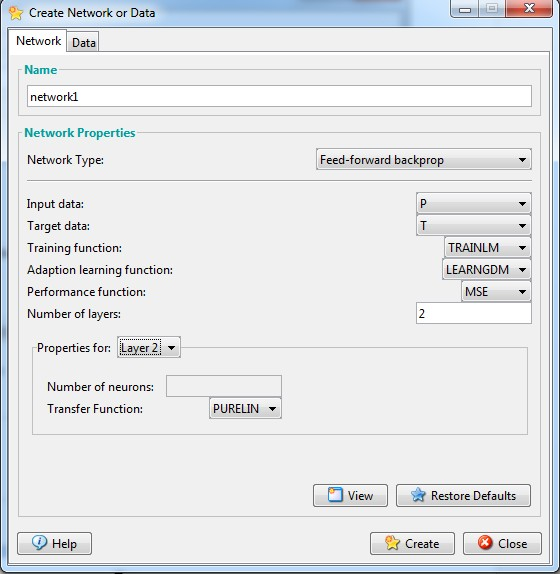 Create Network or Data
Network Data
Name
network1
Network Properties
Network Type: Feed-forward backprop
Input data: P
Target data: T
Training function: TRAINLM
Adaption learning function: LEARNGDM
Performance function: MSE
Number of layers: 2
Properties for: Layer 2
Number of neurons:
Transfer Function: PURELIN
View Restore Defaults
Help Create Close